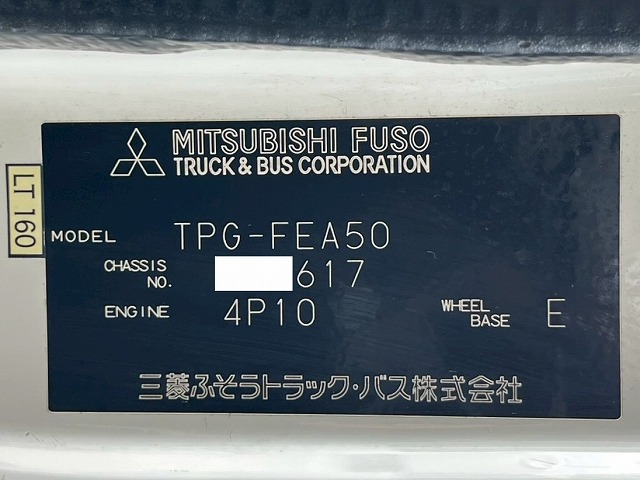 MITSUBISHI FUSO
TRUCK & BUS CORPORATION
LT 160
MODEL TPG-FEA50
CHASSIS NO. 617
ENGINE 4P10 WHEEL BASE E
三菱ふそうトラック・バス株式会社